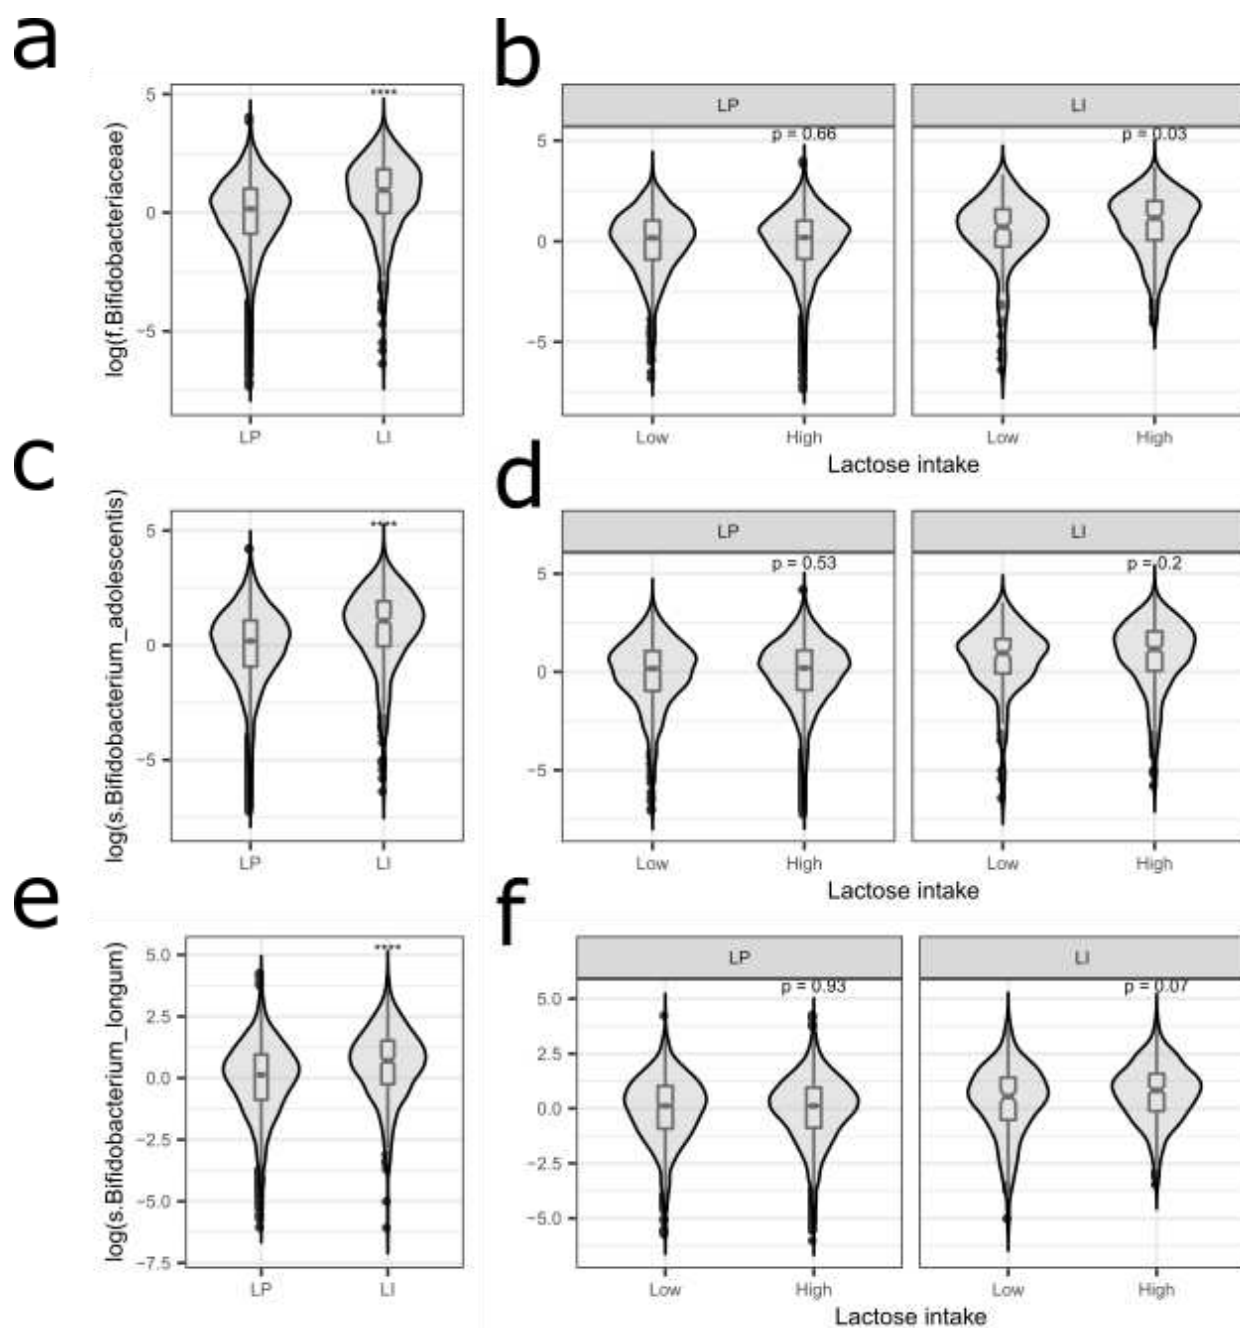 a
b
log(f.Bifidobacteriaceae)
5
0
−5
****
LP
LI
LP
LI
5
0
−5
p = 0.66
p = 0.03
Low
High
Low
High
Lactose intake
c
d
log(s.Bifidobacterium_adolescentis)
5
0
−5
****
LP
LI
LP
LI
5
0
−5
p = 0.53
p = 0.2
Low
High
Low
High
Lactose intake
e
f
log(s.Bifidobacterium_longum)
5.0
2.5
0.0
−2.5
−5.0
−7.5
****
LP
LI
LP
LI
5.0
2.5
0.0
−2.5
−5.0
p = 0.93
p = 0.07
Low
High
Low
High
Lactose intake